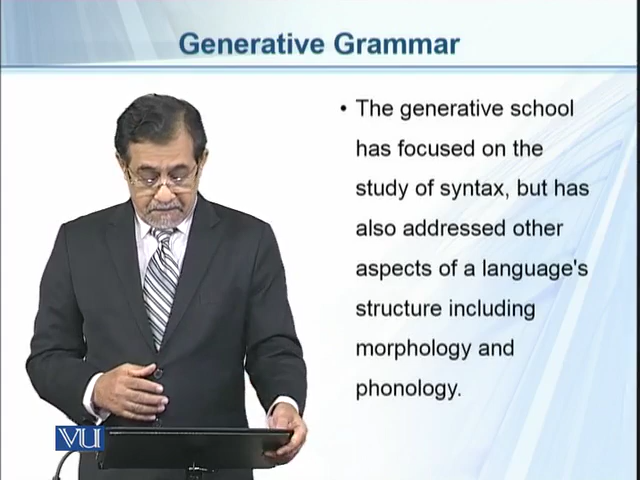 Generative Grammar
• The generative school
has focused on the
study of syntax, but has
also addressed other
aspects of a language's
structure including
morphology and
phonology.
VU